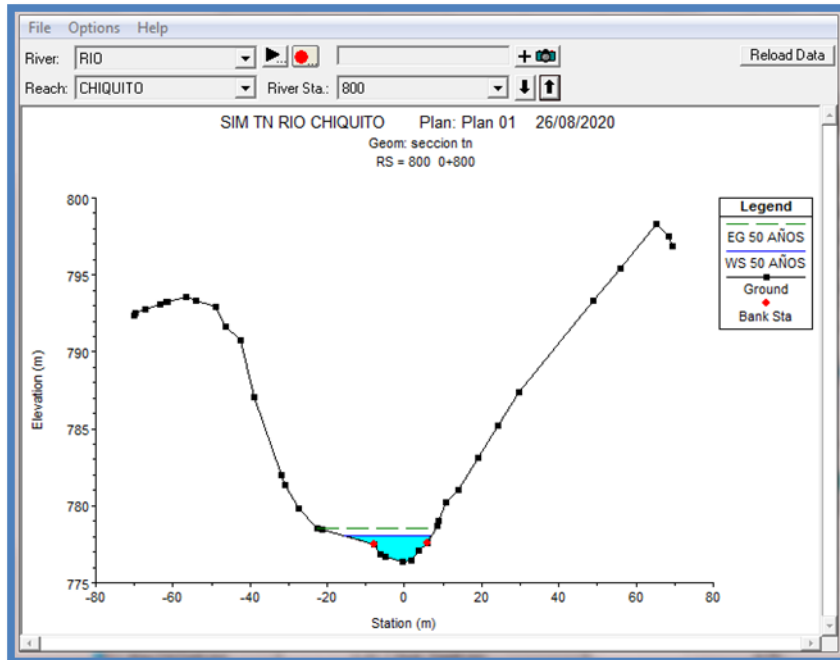 File Options Help
River: RIO
Reload Data
Reach: CHIQUITO River Sta.: 800
SIM TN RIO CHIQUITO Plan: Plan 01 26/08/2020
Geom: seccion tn
RS = 800 0+800
Legend
EG 50 AÑOS
WS 50 AÑOS
Ground
Bank Sta
Elevation (m)
800
795
790
785
780
775
-80 -60 -40 -20 0 20 40 60 80
Station (m)